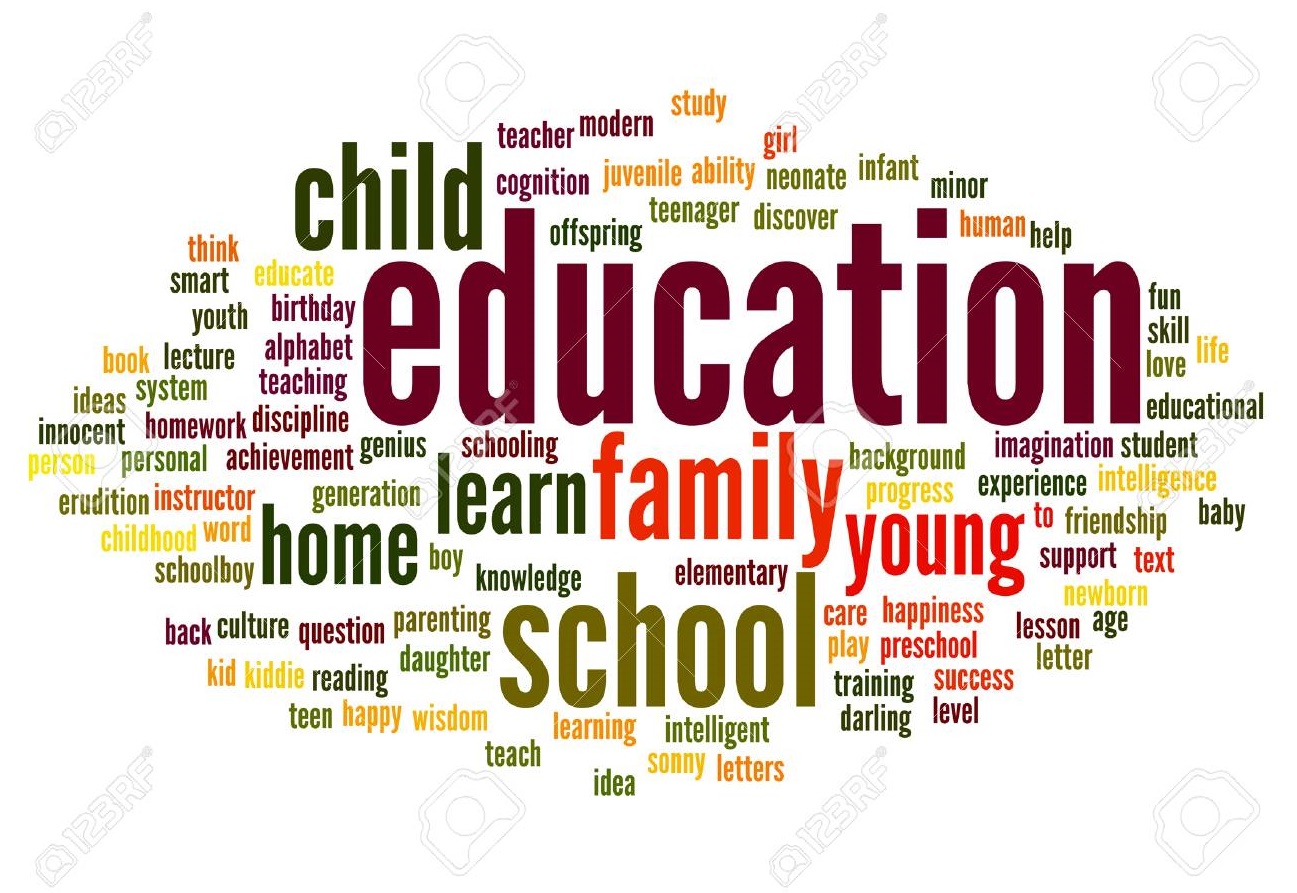 study
teacher modern
girl
child cognition juvenile ability neonate infant minor
teenager discover human help
offspring
think
smart educate
education
birthday fun
youth skill
book lecture alphabet love life
system teaching
ideas educational
innocent homework discipline
person personal achievement genius schooling family background imagination student
erudition instructor generation learn progress experience intelligence
childhood word home young to friendship baby
schoolboy boy knowledge elementary support text
newborn
school care happiness
back culture question parenting play preschool lesson age
daughter letter
kid kiddie reading training success
teen happy wisdom learning intelligent darling level
teach sonny letters
idea
123RF
123RF
123RF
123RF